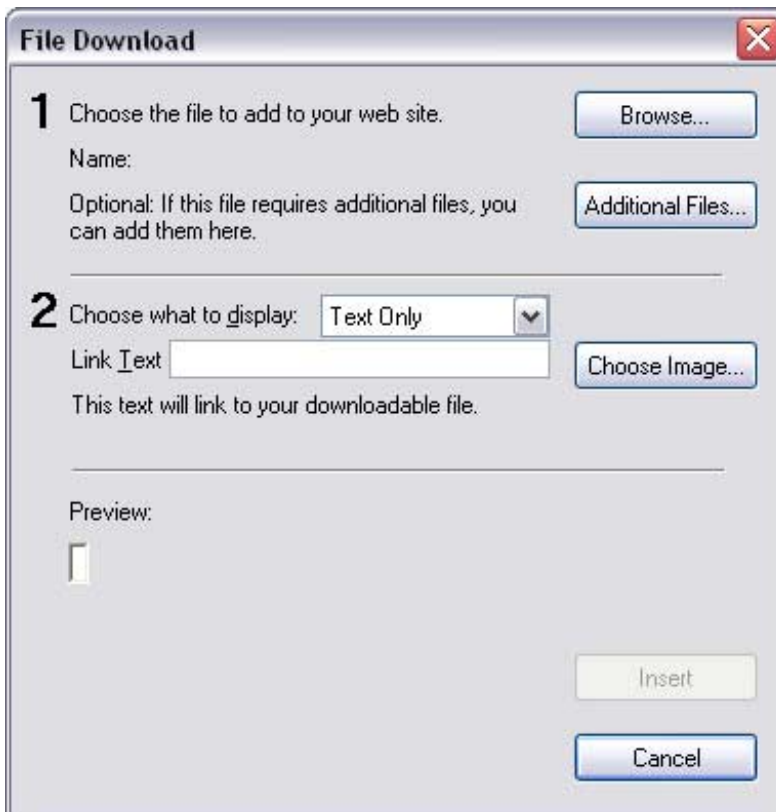 File Download
1 Choose the file to add to your web site.
Browse...
Name:
Optional: If this file requires additional files, you
can add them here.
Additional Files...
2 Choose what to display: Text Only
Link Text
Choose Image...
This text will link to your downloadable file.
Preview:
Insert
Cancel